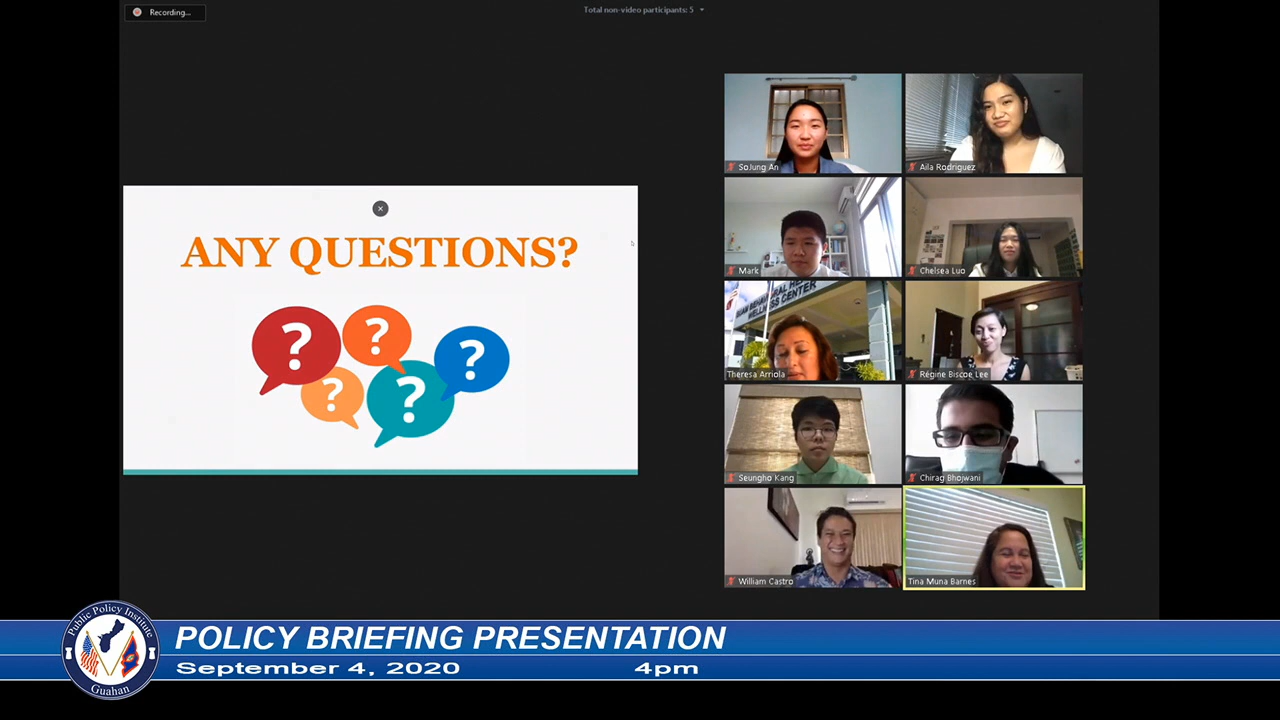 Recording...
Total non-video participants: 5
ANY QUESTIONS?
? ? ? ? ?
SoJung An
Aila Rodriguez
Mark
Chelsea Luo
WELLNESS CENTER
Theresa Arriola
Régine Biscoe Lee
Seungho Kang
Chirag Bhojwani
William Castro
Tina Muna Barnes
Public Policy Institute
Guahan
POLICY BRIEFING PRESENTATION
September 4, 2020 4pm